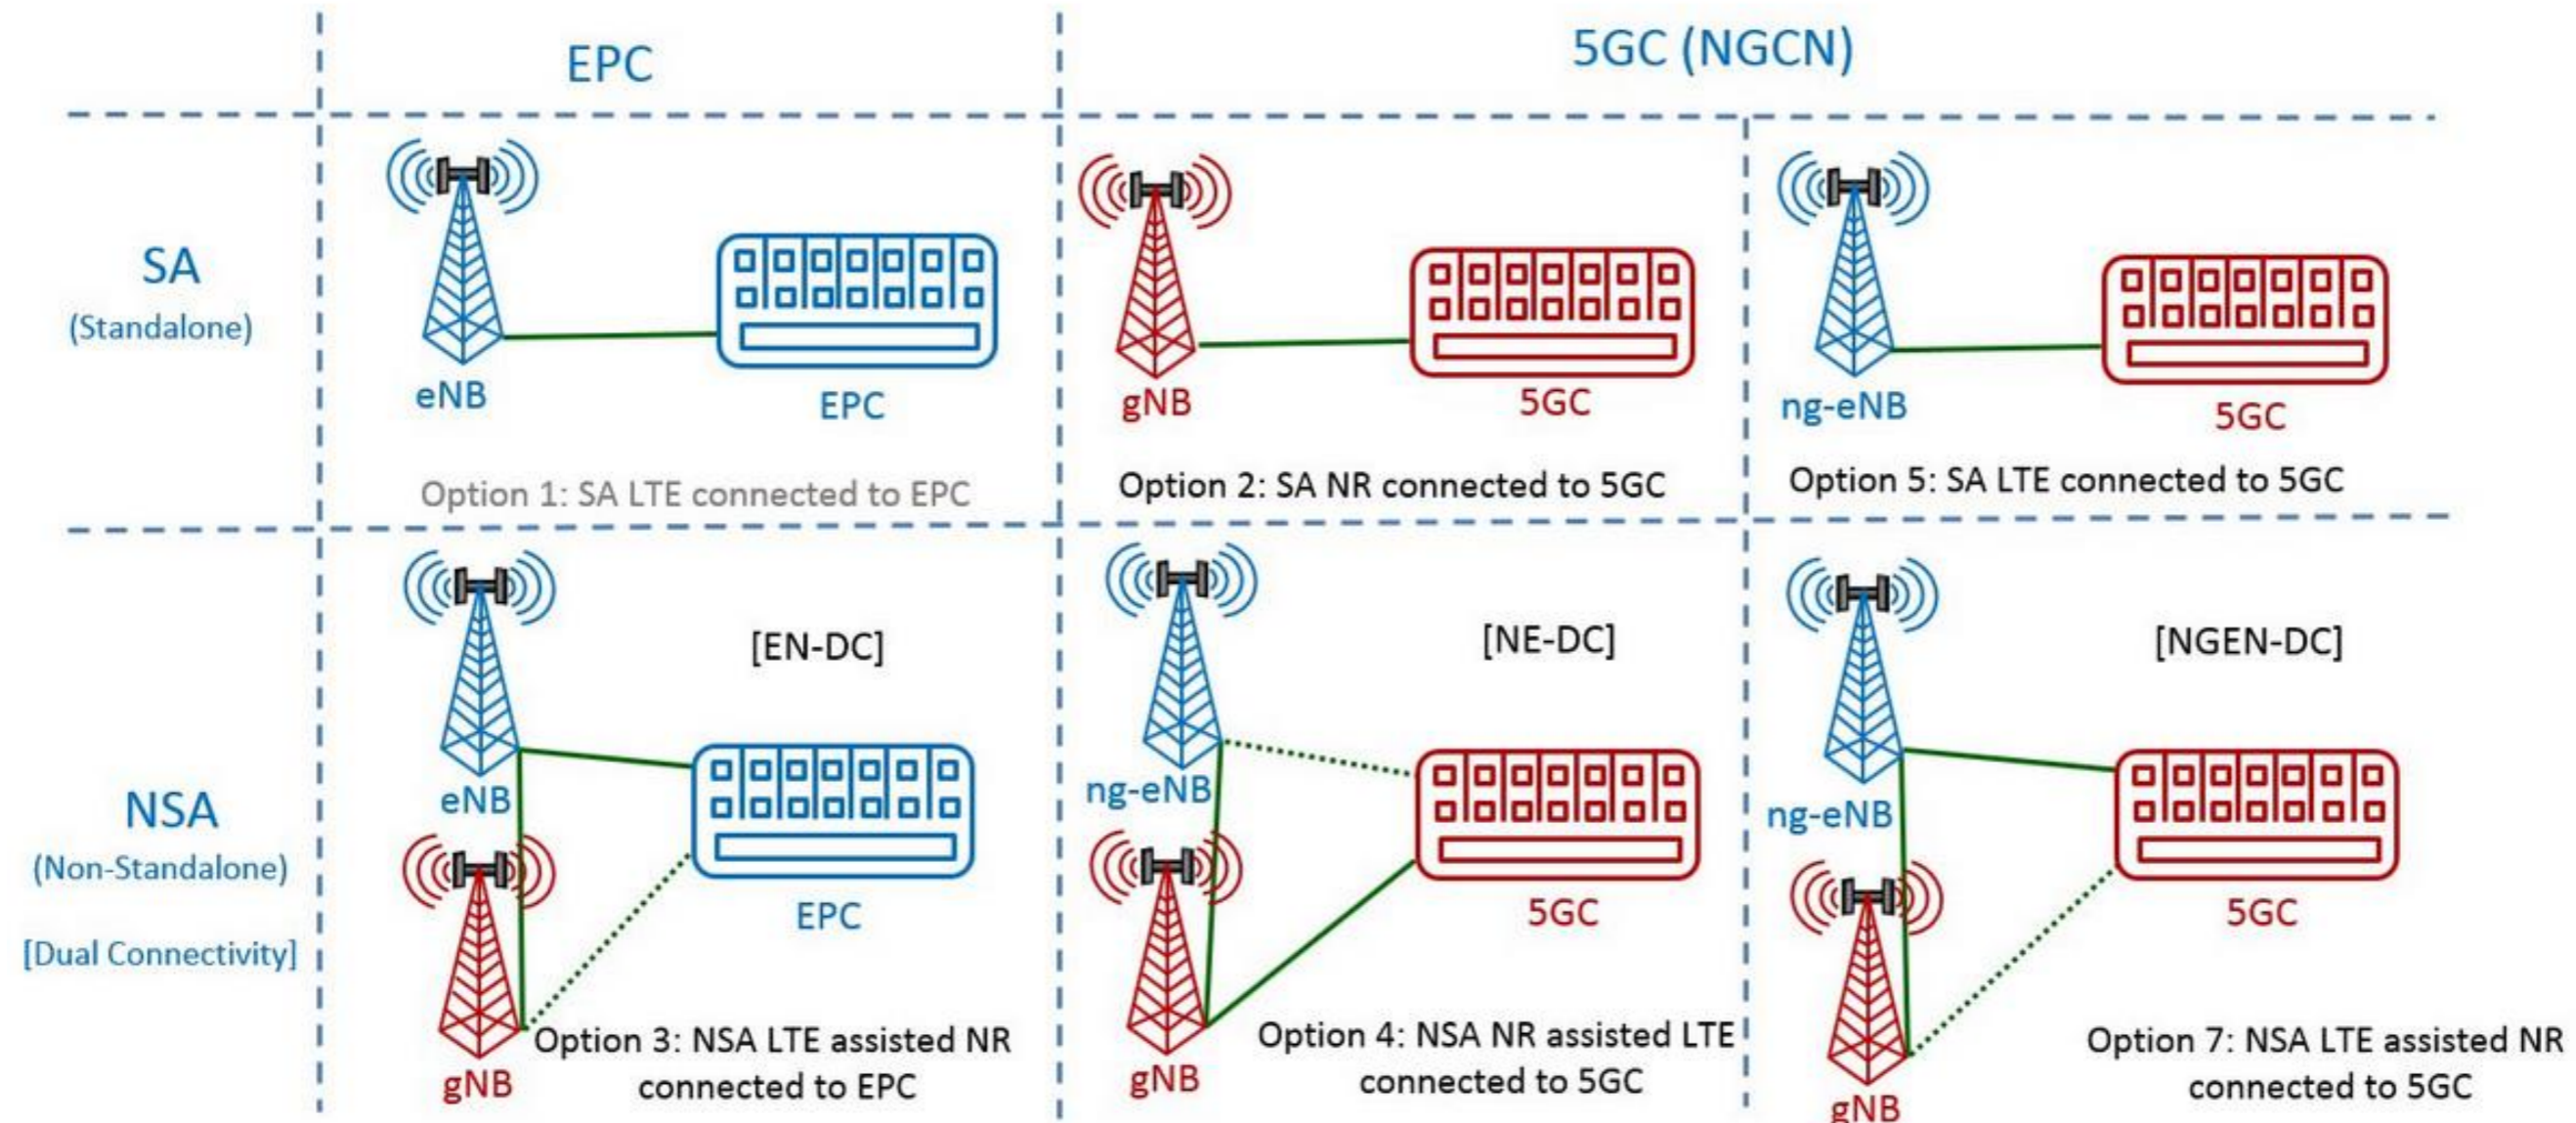 EPC
5GC (NGCN)
SA
(Standalone)
eNB
EPC
Option 1: SA LTE connected to EPC
gNB
5GC
Option 2: SA NR connected to 5GC
ng-eNB
5GC
Option 5: SA LTE connected to 5GC
NSA
(Non-Standalone)
[Dual Connectivity]
[EN-DC]
eNB
EPC
gNB
Option 3: NSA LTE assisted NR
connected to EPC
[NE-DC]
ng-eNB
5GC
gNB
Option 4: NSA NR assisted LTE
connected to 5GC
[NGEN-DC]
ng-eNB
5GC
gNB
Option 7: NSA LTE assisted NR
connected to 5GC